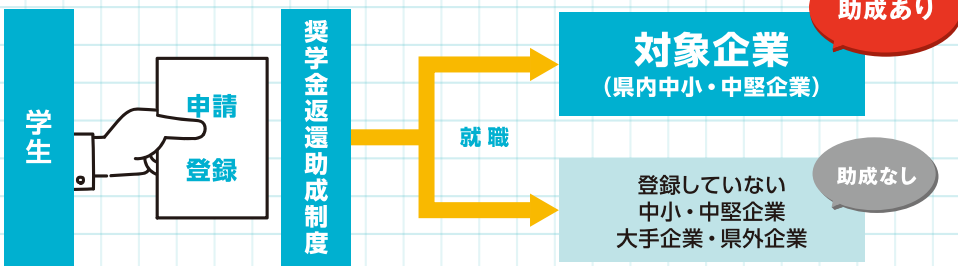 学生
申請
登録
奨学金返還助成制度
就職
助成あり
対象企業
（県内中小・中堅企業）
助成なし
登録していない
中小・中堅企業
大手企業・県外企業